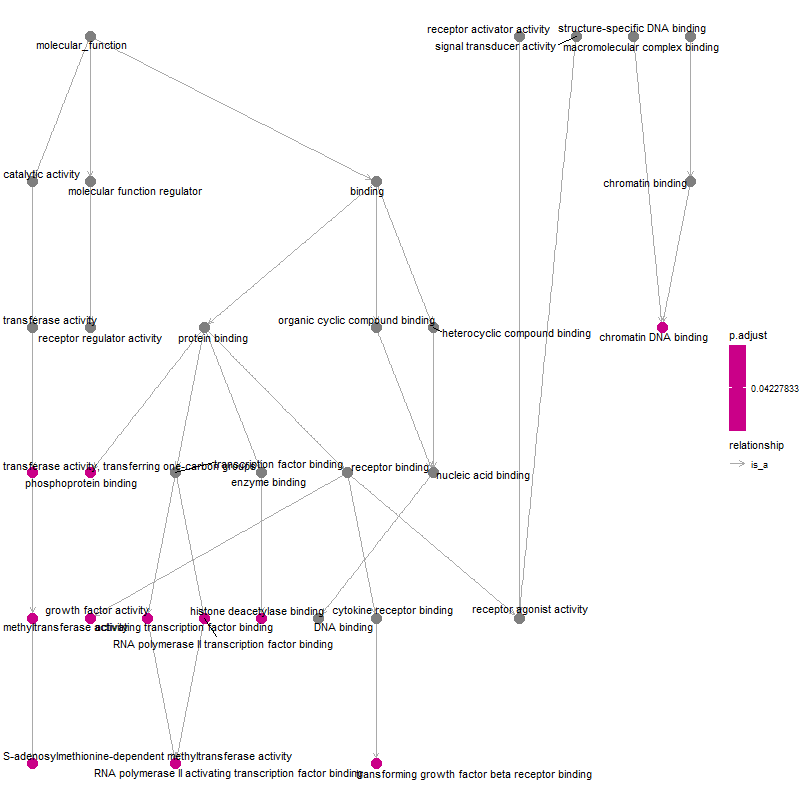 receptor activator activity
structure-specific DNA binding
molecular_function
signal transducer activity
macromolecular complex binding
catalytic activity
molecular function regulator
binding
chromatin binding
transferase activity
receptor regulator activity
protein binding
organic cyclic compound binding
heterocyclic compound binding
chromatin DNA binding
p.adjust
0.04227833
relationship
is_a
transferase activity, transferring one-carbon groups
phosphoprotein binding
transcription factor binding
enzyme binding
receptor binding
nucleic acid binding
growth factor activity
histone deacetylase binding
cytokine receptor binding
receptor agonist activity
methyltransferase activity
activating transcription factor binding
DNA binding
RNA polymerase II transcription factor binding
S-adenosylmethionine-dependent methyltransferase activity
RNA polymerase II activating transcription factor binding
transforming growth factor beta receptor binding